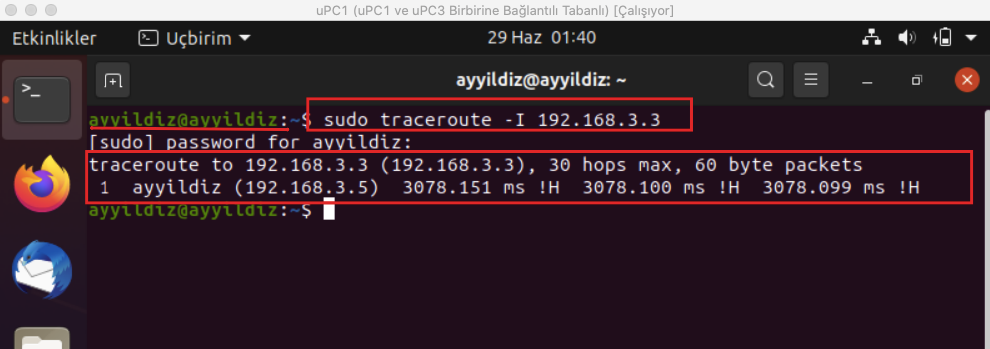 uPC1 (uPC1 ve uPC3 Birbirine Bağlantılı Tabanlı) [Çalışıyor]
Etkinlikler Uçbirim 29 Haz 01:40
ayyildiz@ayyildiz: ~
ayyildiz@ayyildiz:~$ sudo traceroute -I 192.168.3.3
[sudo] password for ayyildiz:
traceroute to 192.168.3.3 (192.168.3.3), 30 hops max, 60 byte packets
1 ayyildiz (192.168.3.5) 3078.151 ms !H 3078.100 ms !H 3078.099 ms !H
ayyildiz@ayyildiz:~$